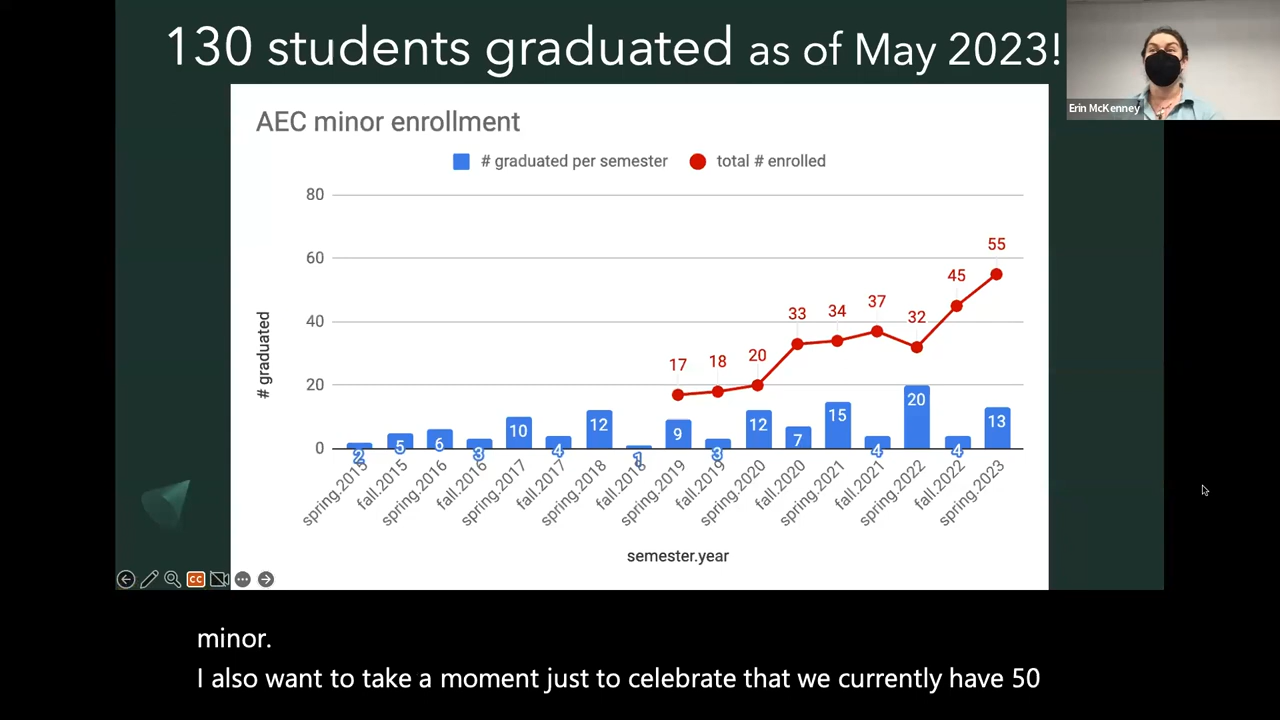 130 students graduated as of May 2023!
Erin McKenney
AEC minor enrollment
# graduated per semester
total # enrolled
80
60
40
20
0
# graduated
17
18
20
33
34
37
32
45
55
2
5
6
3
10
4
12
1
9
3
12
7
15
4
20
4
13
spring.2015
fall.2015
spring.2016
fall.2016
spring.2017
fall.2017
spring.2018
fall.2018
spring.2019
fall.2019
spring.2020
fall.2020
spring.2021
fall.2021
spring.2022
fall.2022
spring.2023
semester.year
CC
minor.
I also want to take a moment just to celebrate that we currently have 50